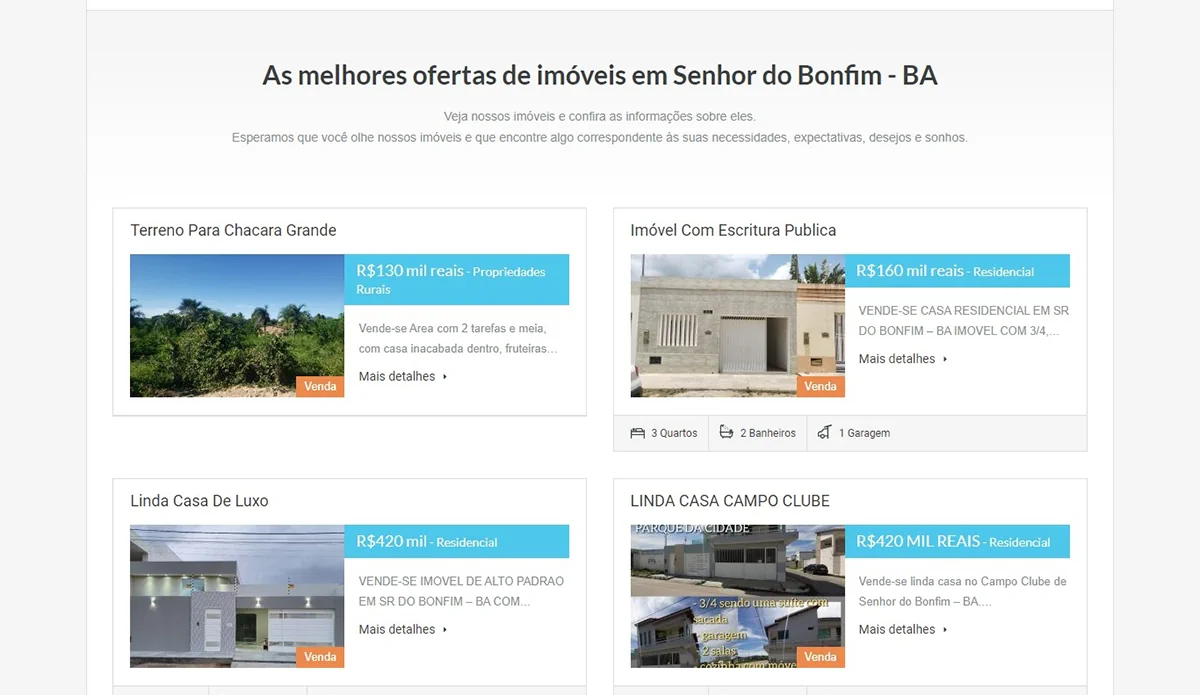 As melhores ofertas de imóveis em Senhor do Bonfim - BA
Veja nossos imóveis e confira as informações sobre eles.
Esperamos que você olhe nossos imóveis e que encontre algo correspondente às suas necessidades, expectativas, desejos e sonhos.
Terreno Para Chacara Grande
R$130 mil reais - Propriedades
Rurais
Vende-se Area com 2 tarefas e meia,
com casa inacabada dentro, fruteiras…
Mais detalhes
Venda
Imóvel Com Escritura Publica
R$160 mil reais - Residencial
VENDE-SE CASA RESIDENCIAL EM SR
DO BONFIM – BA IMOVEL COM 3/4,…
Mais detalhes
Venda
3 Quartos
2 Banheiros
1 Garagem
Linda Casa De Luxo
R$420 mil - Residencial
VENDE-SE IMOVEL DE ALTO PADRAO
EM SR DO BONFIM – BA COM…
Mais detalhes
Venda
LINDA CASA CAMPO CLUBE
PARQUE DA CIDADE
R$420 MIL REAIS - Residencial
Vende-se linda casa no Campo Clube de
Senhor do Bonfim – BA.…
Mais detalhes
- 3/4 sendo uma suíte com
sacada
- garagem
- 2 salas
- cozinha com móve
Venda